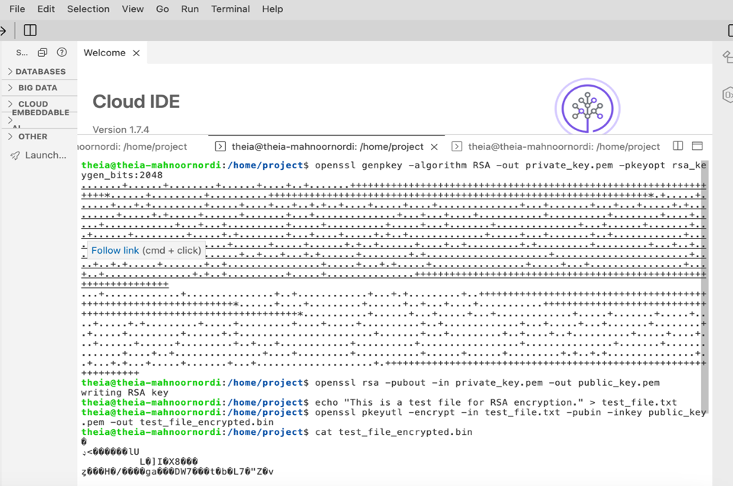 File Edit Selection View Go Run Terminal Help
S...
Welcome
DATABASES
BIG DATA
CLOUD
EMBEDDABLE
AI
OTHER
Launch...
Cloud IDE
Version 1.7.4
oornordi: /home/project
theia@theia-mahnoornordi: /home/project
theia@theia-mahnoornordi: /home/project
theia@theia-mahnoornordi:/home/project$ openssl genpkey -algorithm RSA -out private_key.pem -pkeyopt rsa_ke
ygen_bits:2048
Follow link (cmd + click)
theia@theia-mahnoornordi:/home/project$ openssl rsa -pubout -in private_key.pem -out public_key.pem
writing RSA key
theia@theia-mahnoornordi:/home/project$ echo "This is a test file for RSA encryption." > test_file.txt
theia@theia-mahnoornordi:/home/project$ openssl pkeyutl -encrypt -in test_file.txt -pubin -inkey public_key
.pem -out test_file_encrypted.bin
theia@theia-mahnoornordi:/home/project$ cat test_file_encrypted.bin